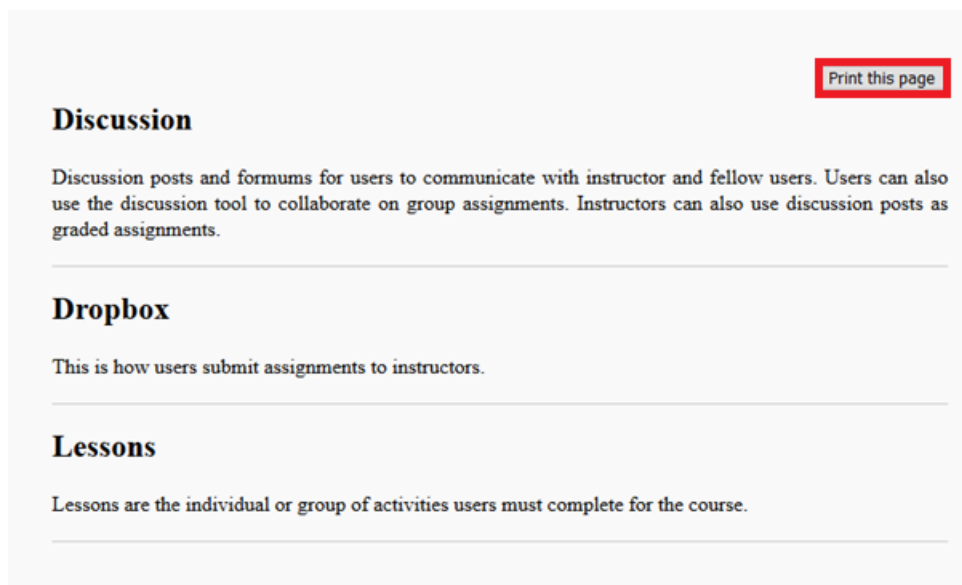 Print this page
Discussion
Discussion posts and formums for users to communicate with instructor and fellow users. Users can also
use the discussion tool to collaborate on group assignments. Instructors can also use discussion posts as
graded assignments.
Dropbox
This is how users submit assignments to instructors.
Lessons
Lessons are the individual or group of activities users must complete for the course.